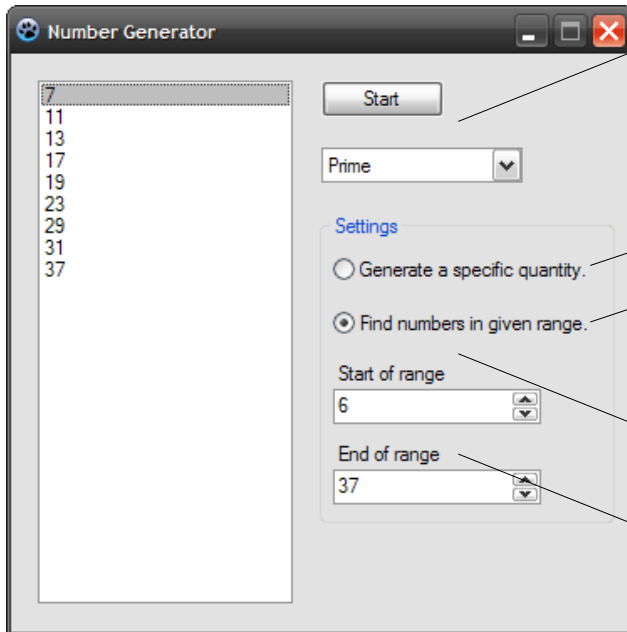 Number Generator
7
11
13
17
19
23
29
31
37
Start
Prime
Settings
Generate a specific quantity.
Find numbers in given range.
Start of range
6
End of range
37